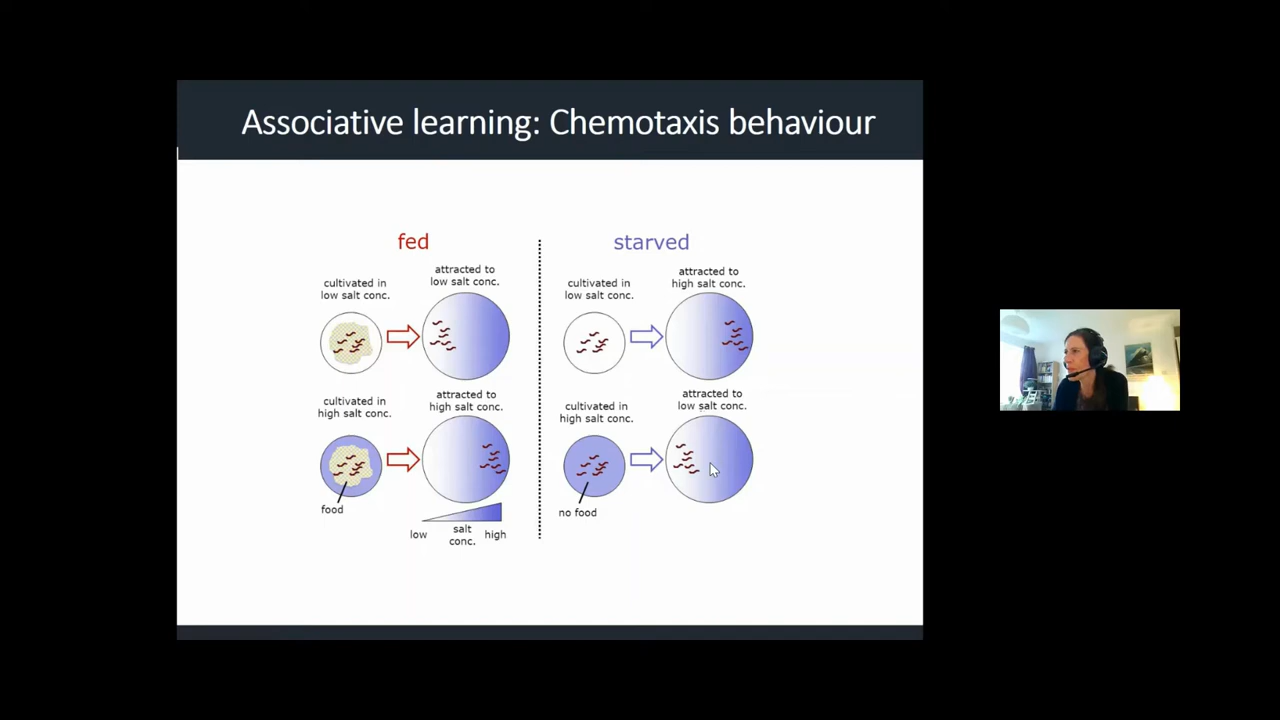 Associative learning: Chemotaxis behaviour
fed
cultivated in
low salt conc.
attracted to
low salt conc.
cultivated in
high salt conc.
attracted to
high salt conc.
food
low
salt
conc.
high
starved
cultivated in
low salt conc.
attracted to
high salt conc.
cultivated in
high salt conc.
attracted to
low salt conc.
no food